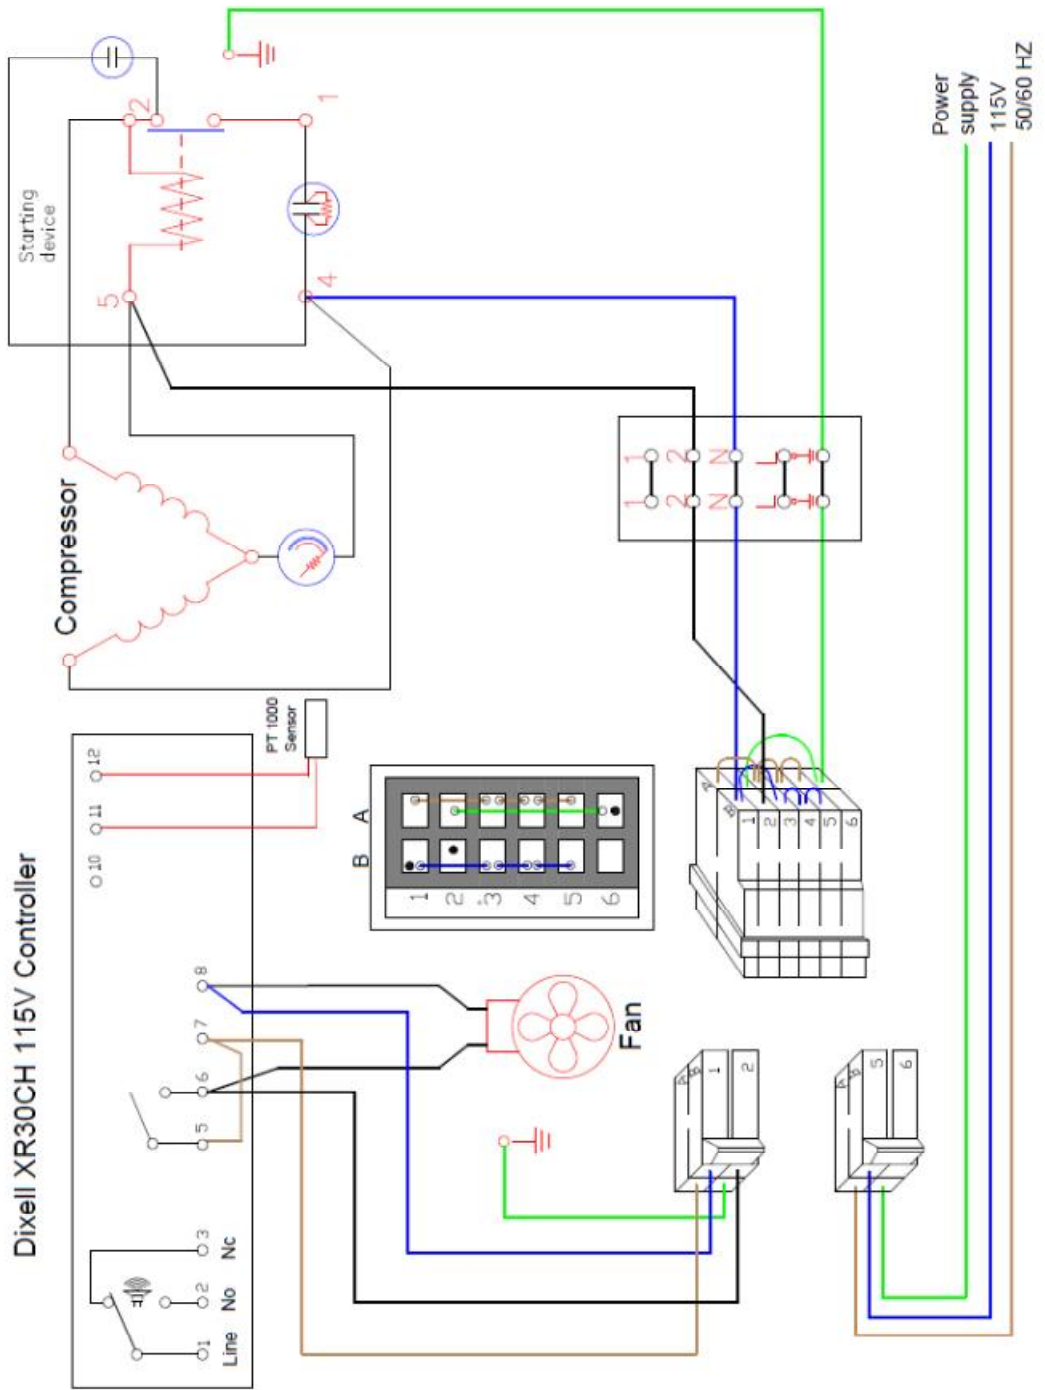 Dixell XR30CH 115V Controller
1
Line
2
No
3
Nc
5
6
7
8
10
11
12
PT 1000
Sensor
Fan
Compressor
Starting
device
2
1
5
4
1
1
2
2
N
N
L
L
A
B
1
2
3
4
5
6
A
B
1
2
3
4
5
6
A
B
1
2
A
B
5
6
Power
supply
115V
50/60 HZ